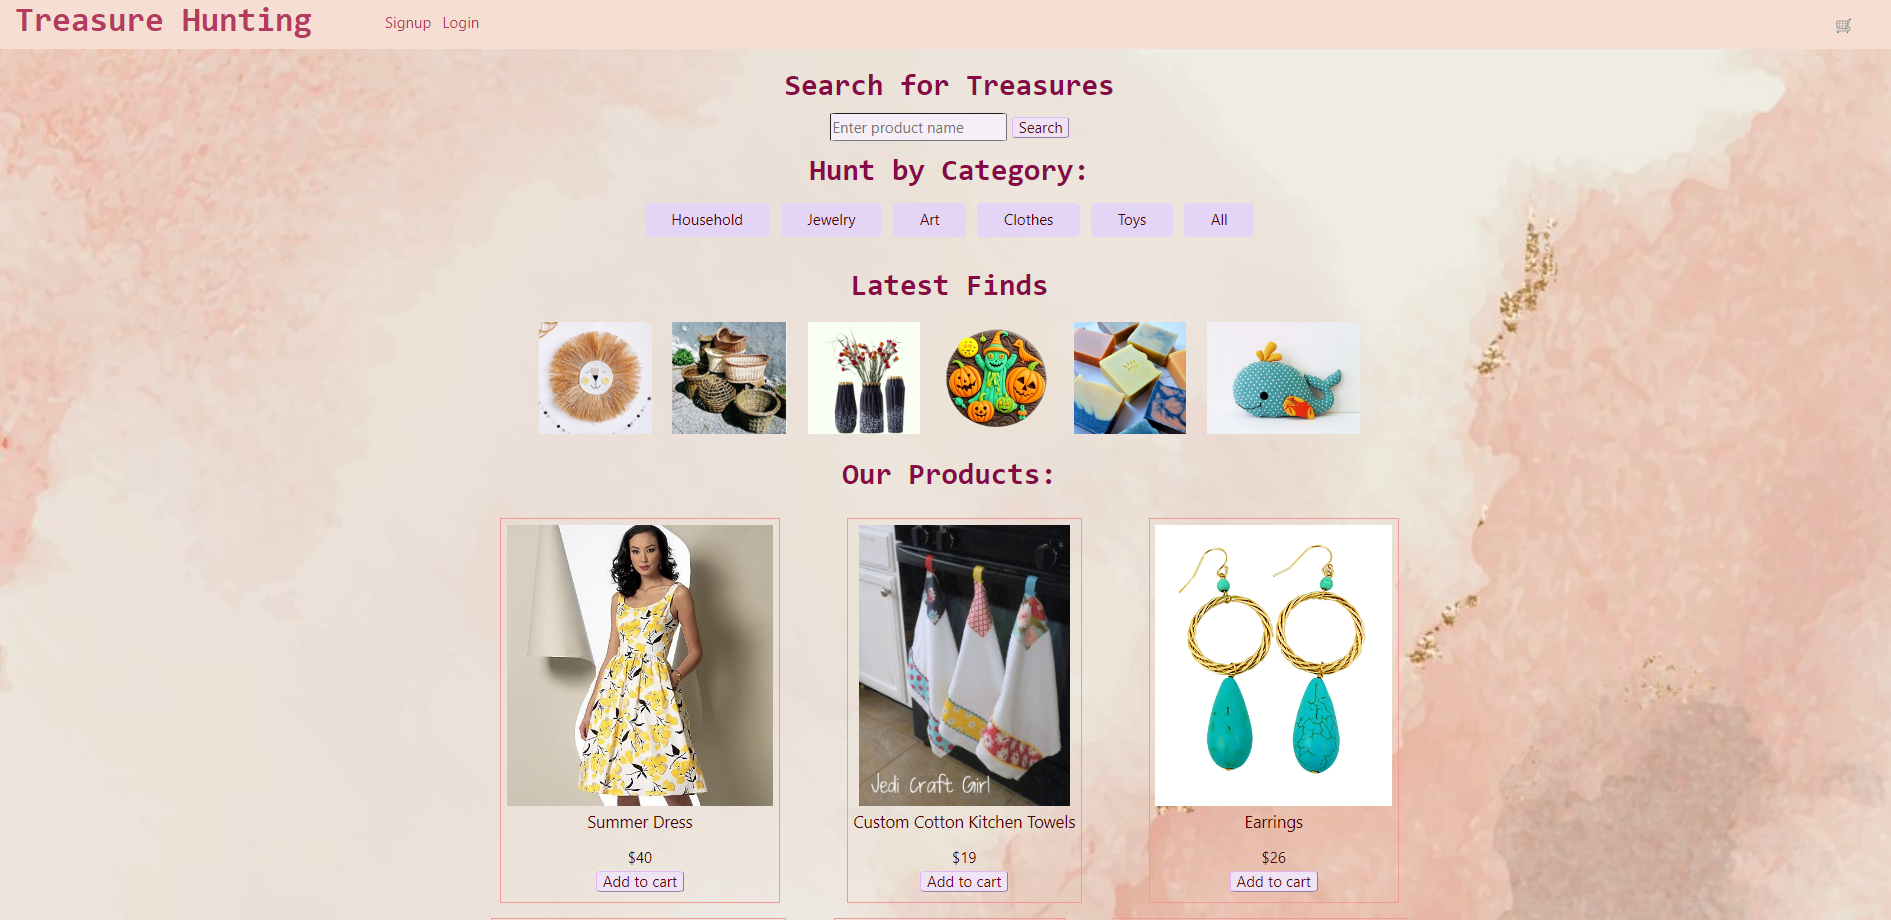 Treasure Hunting
Signup Login
Search for Treasures
Enter product name Search
Hunt by Category:
Household Jewelry Art Clothes Toys All
Latest Finds
Our Products:
Jedi Craft Girl
Summer Dress Custom Cotton Kitchen Towels Earrings
$40 $19 $26
Add to cart Add to cart Add to cart